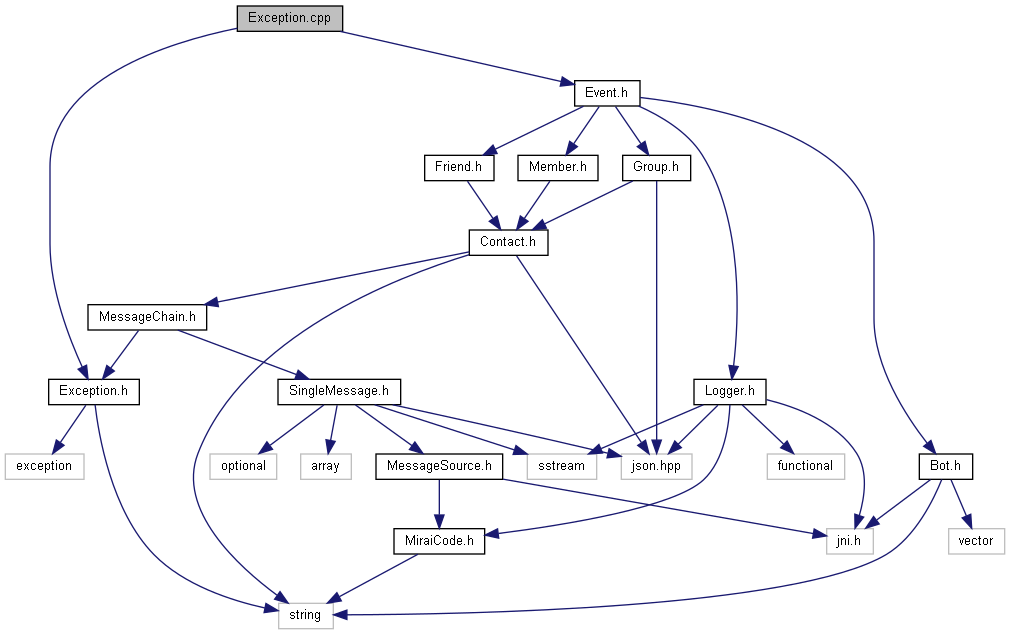 Exception.cpp
Event.h
Friend.h
Member.h
Group.h
Contact.h
MessageChain.h
Exception.h
SingleMessage.h
Logger.h
exception
optional
array
MessageSource.h
sstream
json.hpp
functional
Bot.h
MiraiCode.h
jni.h
vector
string